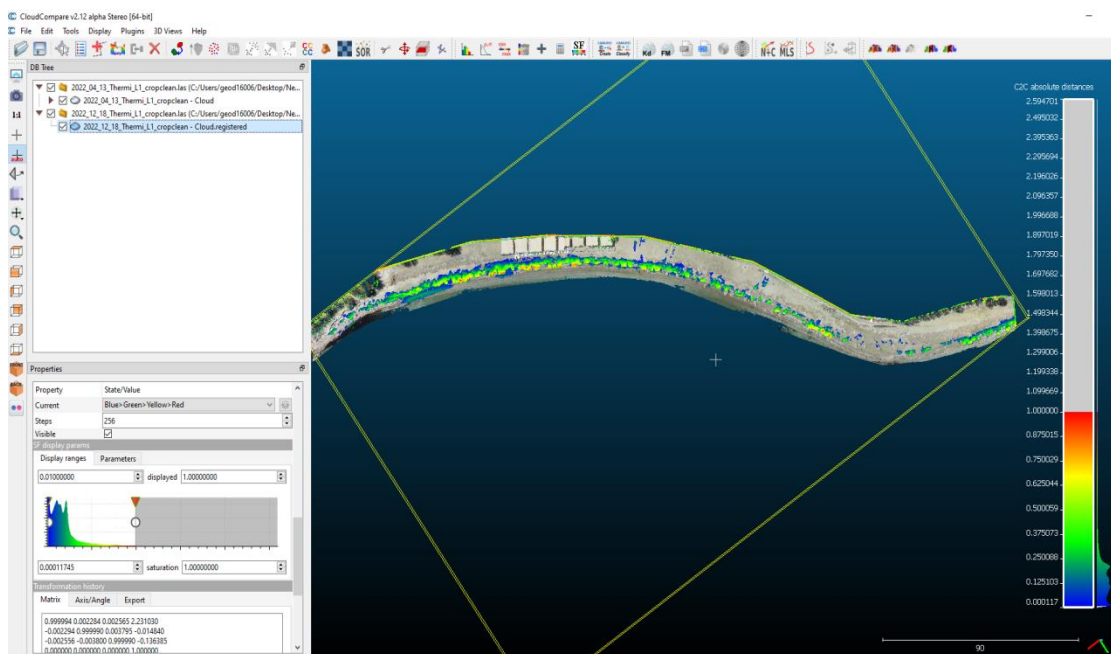 CloudCompare v2.12 alpha Stereo [64-bit]
File Edit Tools Display Plugins 3D Views Help
SOR
SF
Kd
FM
N+C
MLS
DB Tree
2022_04_13_Thermi_L1_cropclean.las (C:/Users/geod16006/Desktop/Ne...
2022_04_13_Thermi_L1_cropclean - Cloud
2022_12_18_Thermi_L1_cropclean.las (C:/Users/geod16006/Desktop/Ne...
2022_12_18_Thermi_L1_cropclean - Cloud.registered
1:1
auto
Properties
Property State/Value
Current Blue>Green>Yellow>Red
Steps 256
Visible
SF display params
Display ranges Parameters
0.01000000 displayed 1.00000000
0.00011745 saturation 1.00000000
Transformation history
Matrix Axis/Angle Export
0.999994 0.002284 0.002565 2.231030
-0.002294 0.999990 0.003795 -0.014840
-0.002556 -0.003800 0.999990 -0.136385
0.000000 0.000000 0.000000 1.000000
C2C absolute distances
2.594701
2.495032
2.395363
2.295694
2.196026
2.096357
1.996688
1.897019
1.797350
1.697682
1.598013
1.498344
1.398675
1.299006
1.199338
1.099669
1.000000
0.875015
0.750029
0.625044
0.500059
0.375073
0.250088
0.125103
0.000117
90